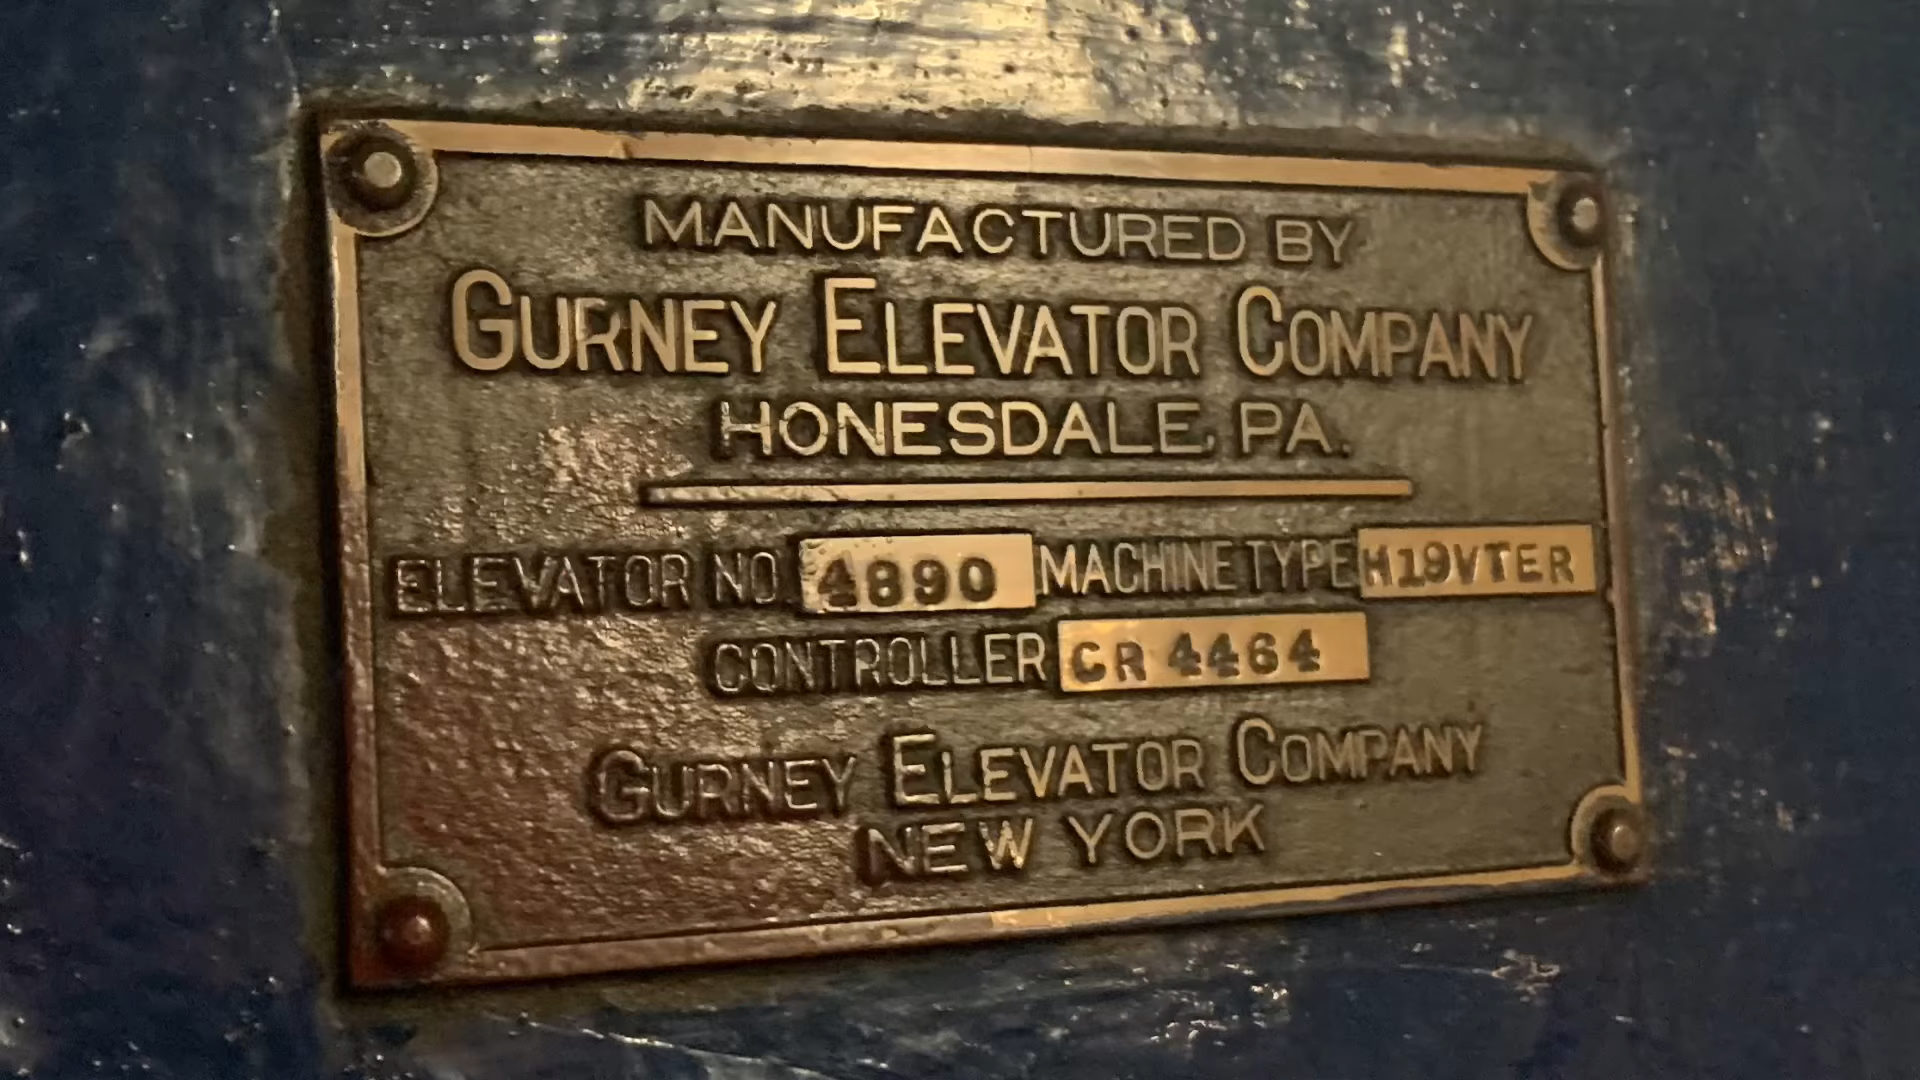 MANUFACTURED BY
GURNEY ELEVATOR COMPANY
HONESDALE, PA.
ELEVATOR NO. 4890 MACHINE TYPE H19VTER
CONTROLLER CR 4464
GURNEY ELEVATOR COMPANY
NEW YORK